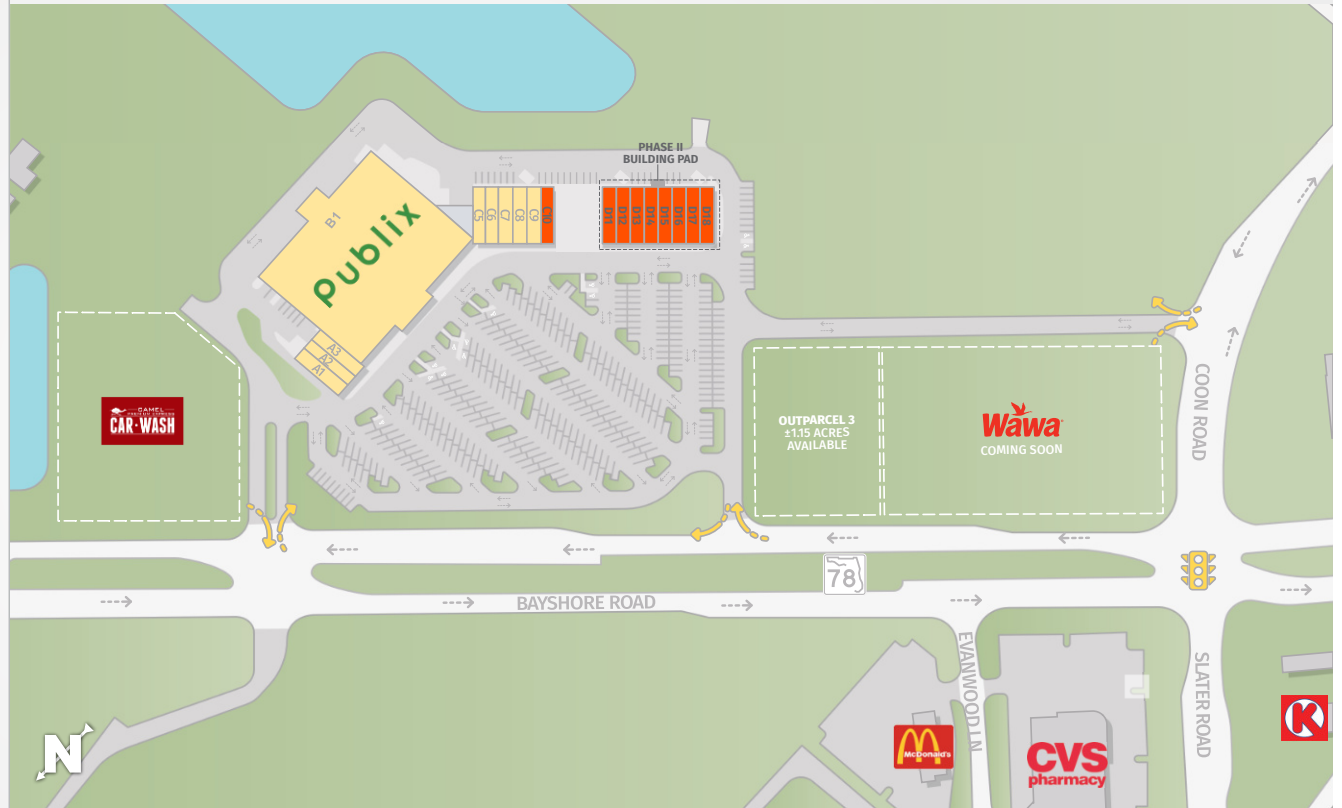 PHASE II
BUILDING PAD
B1
publix
C5
C6
C7
C8
C9
C10
D11
D12
D13
D14
D15
D16
D17
D18
A3
A2
A1
CAMEL
PREMIUM EXPRESS
CAR·WASH
OUTPARCEL 3
±1.15 ACRES
AVAILABLE
Wawa
COMING SOON
COON ROAD
78
BAYSHORE ROAD
EVANWOOD LN
SLATER ROAD
N
M
McDonald's
CVS
pharmacy
K